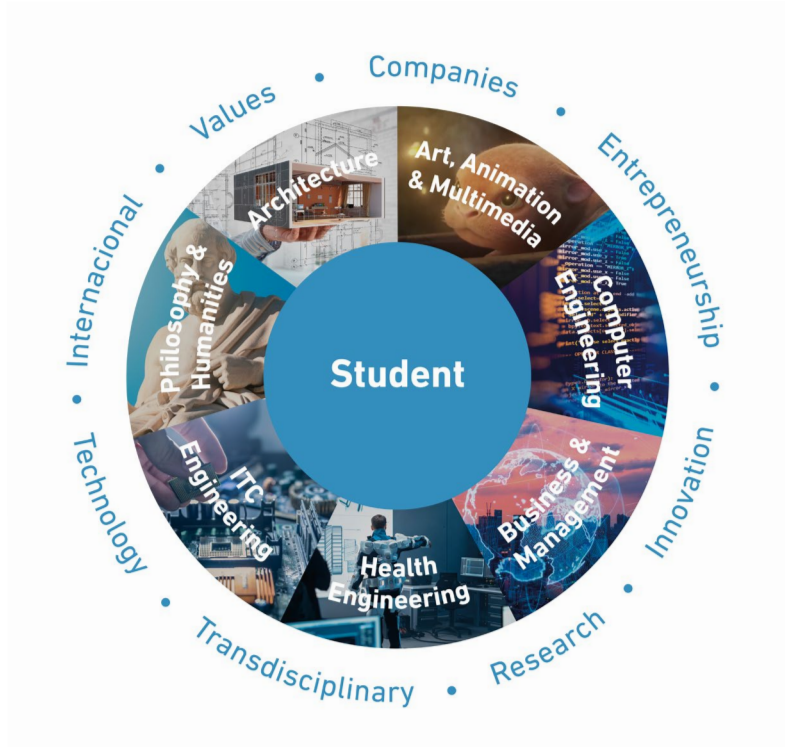 Companies
Entrepreneurship
Innovation
Research
Transdisciplinary
Technology
Internacional
Values
Art, Animation
& Multimedia
Computer
Engineering
Business &
Management
Health
Engineering
ITC
Engineering
Philosophy &
Humanities
Architecture
Student